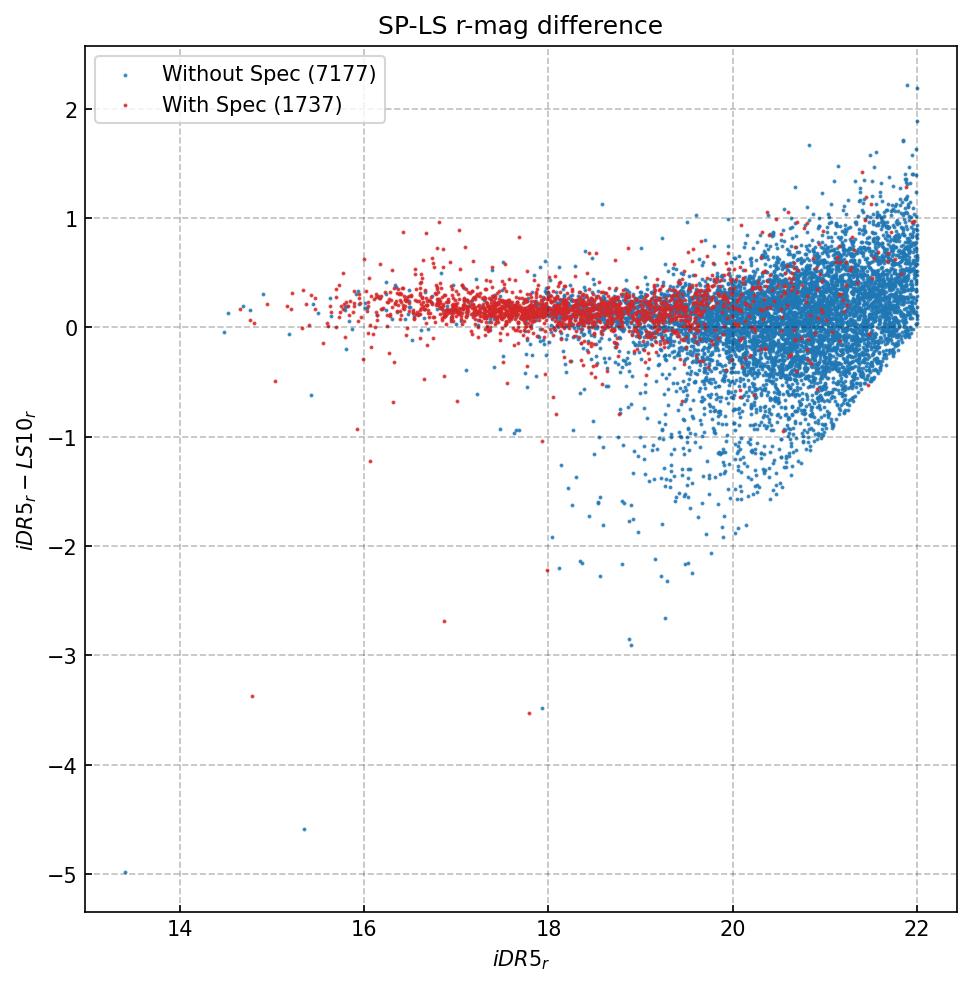 SP-LS r-mag difference
Without Spec (7177)
With Spec (1737)
2
1
0
−1
−2
−3
−4
−5
iDR5r − LS10r
14 16 18 20 22
iDR5r